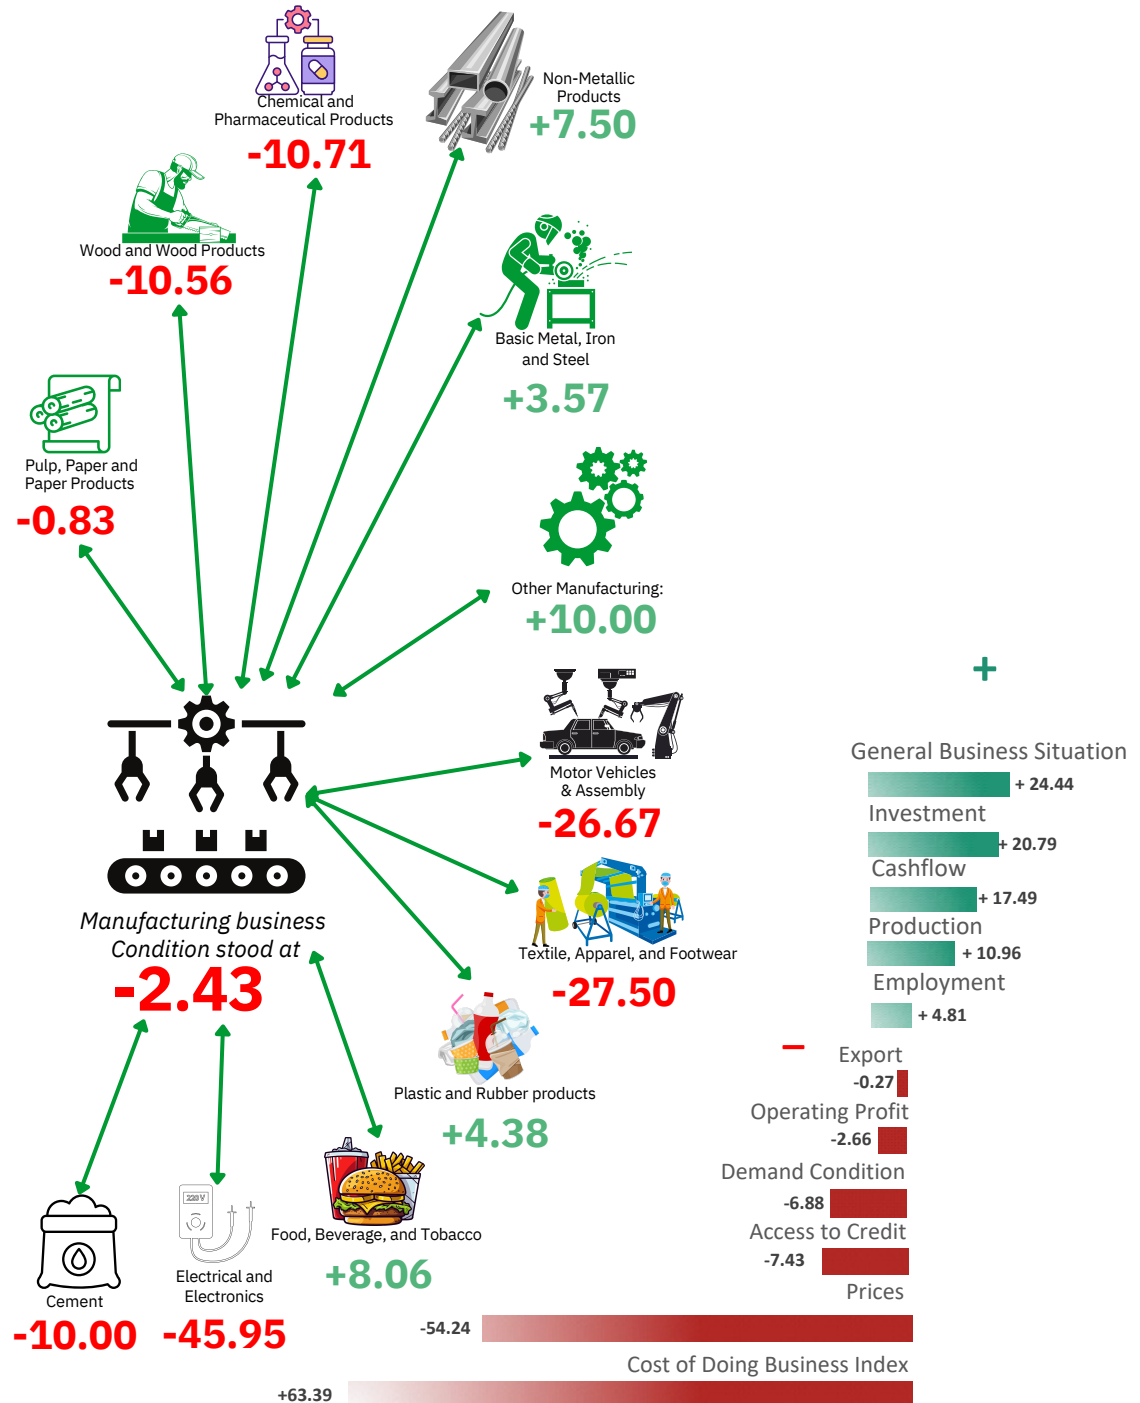 Chemical and
Pharmaceutical Products
-10.71
Non-Metallic
Products
+7.50
Wood and Wood Products
-10.56
Basic Metal, Iron
and Steel
+3.57
Pulp, Paper and
Paper Products
-0.83
Other Manufacturing:
+10.00
Motor Vehicles
& Assembly
-26.67
Textile, Apparel, and Footwear
-27.50
Manufacturing business
Condition stood at
-2.43
Plastic and Rubber products
+4.38
Food, Beverage, and Tobacco
+8.06
220 V
Electrical and
Electronics
-45.95
Cement
-10.00
+
General Business Situation
+ 24.44
Investment
+ 20.79
Cashflow
+ 17.49
Production
+ 10.96
Employment
+ 4.81
–
Export
-0.27
Operating Profit
-2.66
Demand Condition
-6.88
Access to Credit
-7.43
Prices
-54.24
Cost of Doing Business Index
+63.39